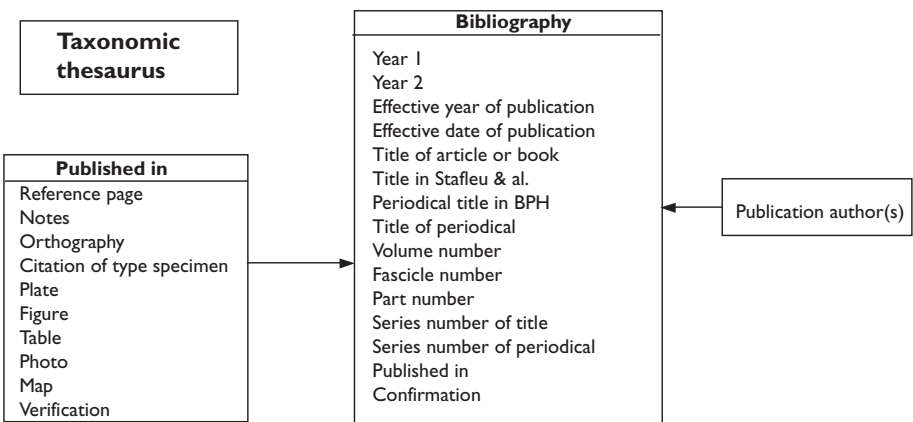 Taxonomic
thesaurus
Published in
Reference page
Notes
Orthography
Citation of type specimen
Plate
Figure
Table
Photo
Map
Verification
Bibliography
Year 1
Year 2
Effective year of publication
Effective date of publication
Title of article or book
Title in Stafleu & al.
Periodical title in BPH
Title of periodical
Volume number
Fascicle number
Part number
Series number of title
Series number of periodical
Published in
Confirmation
Publication author(s)